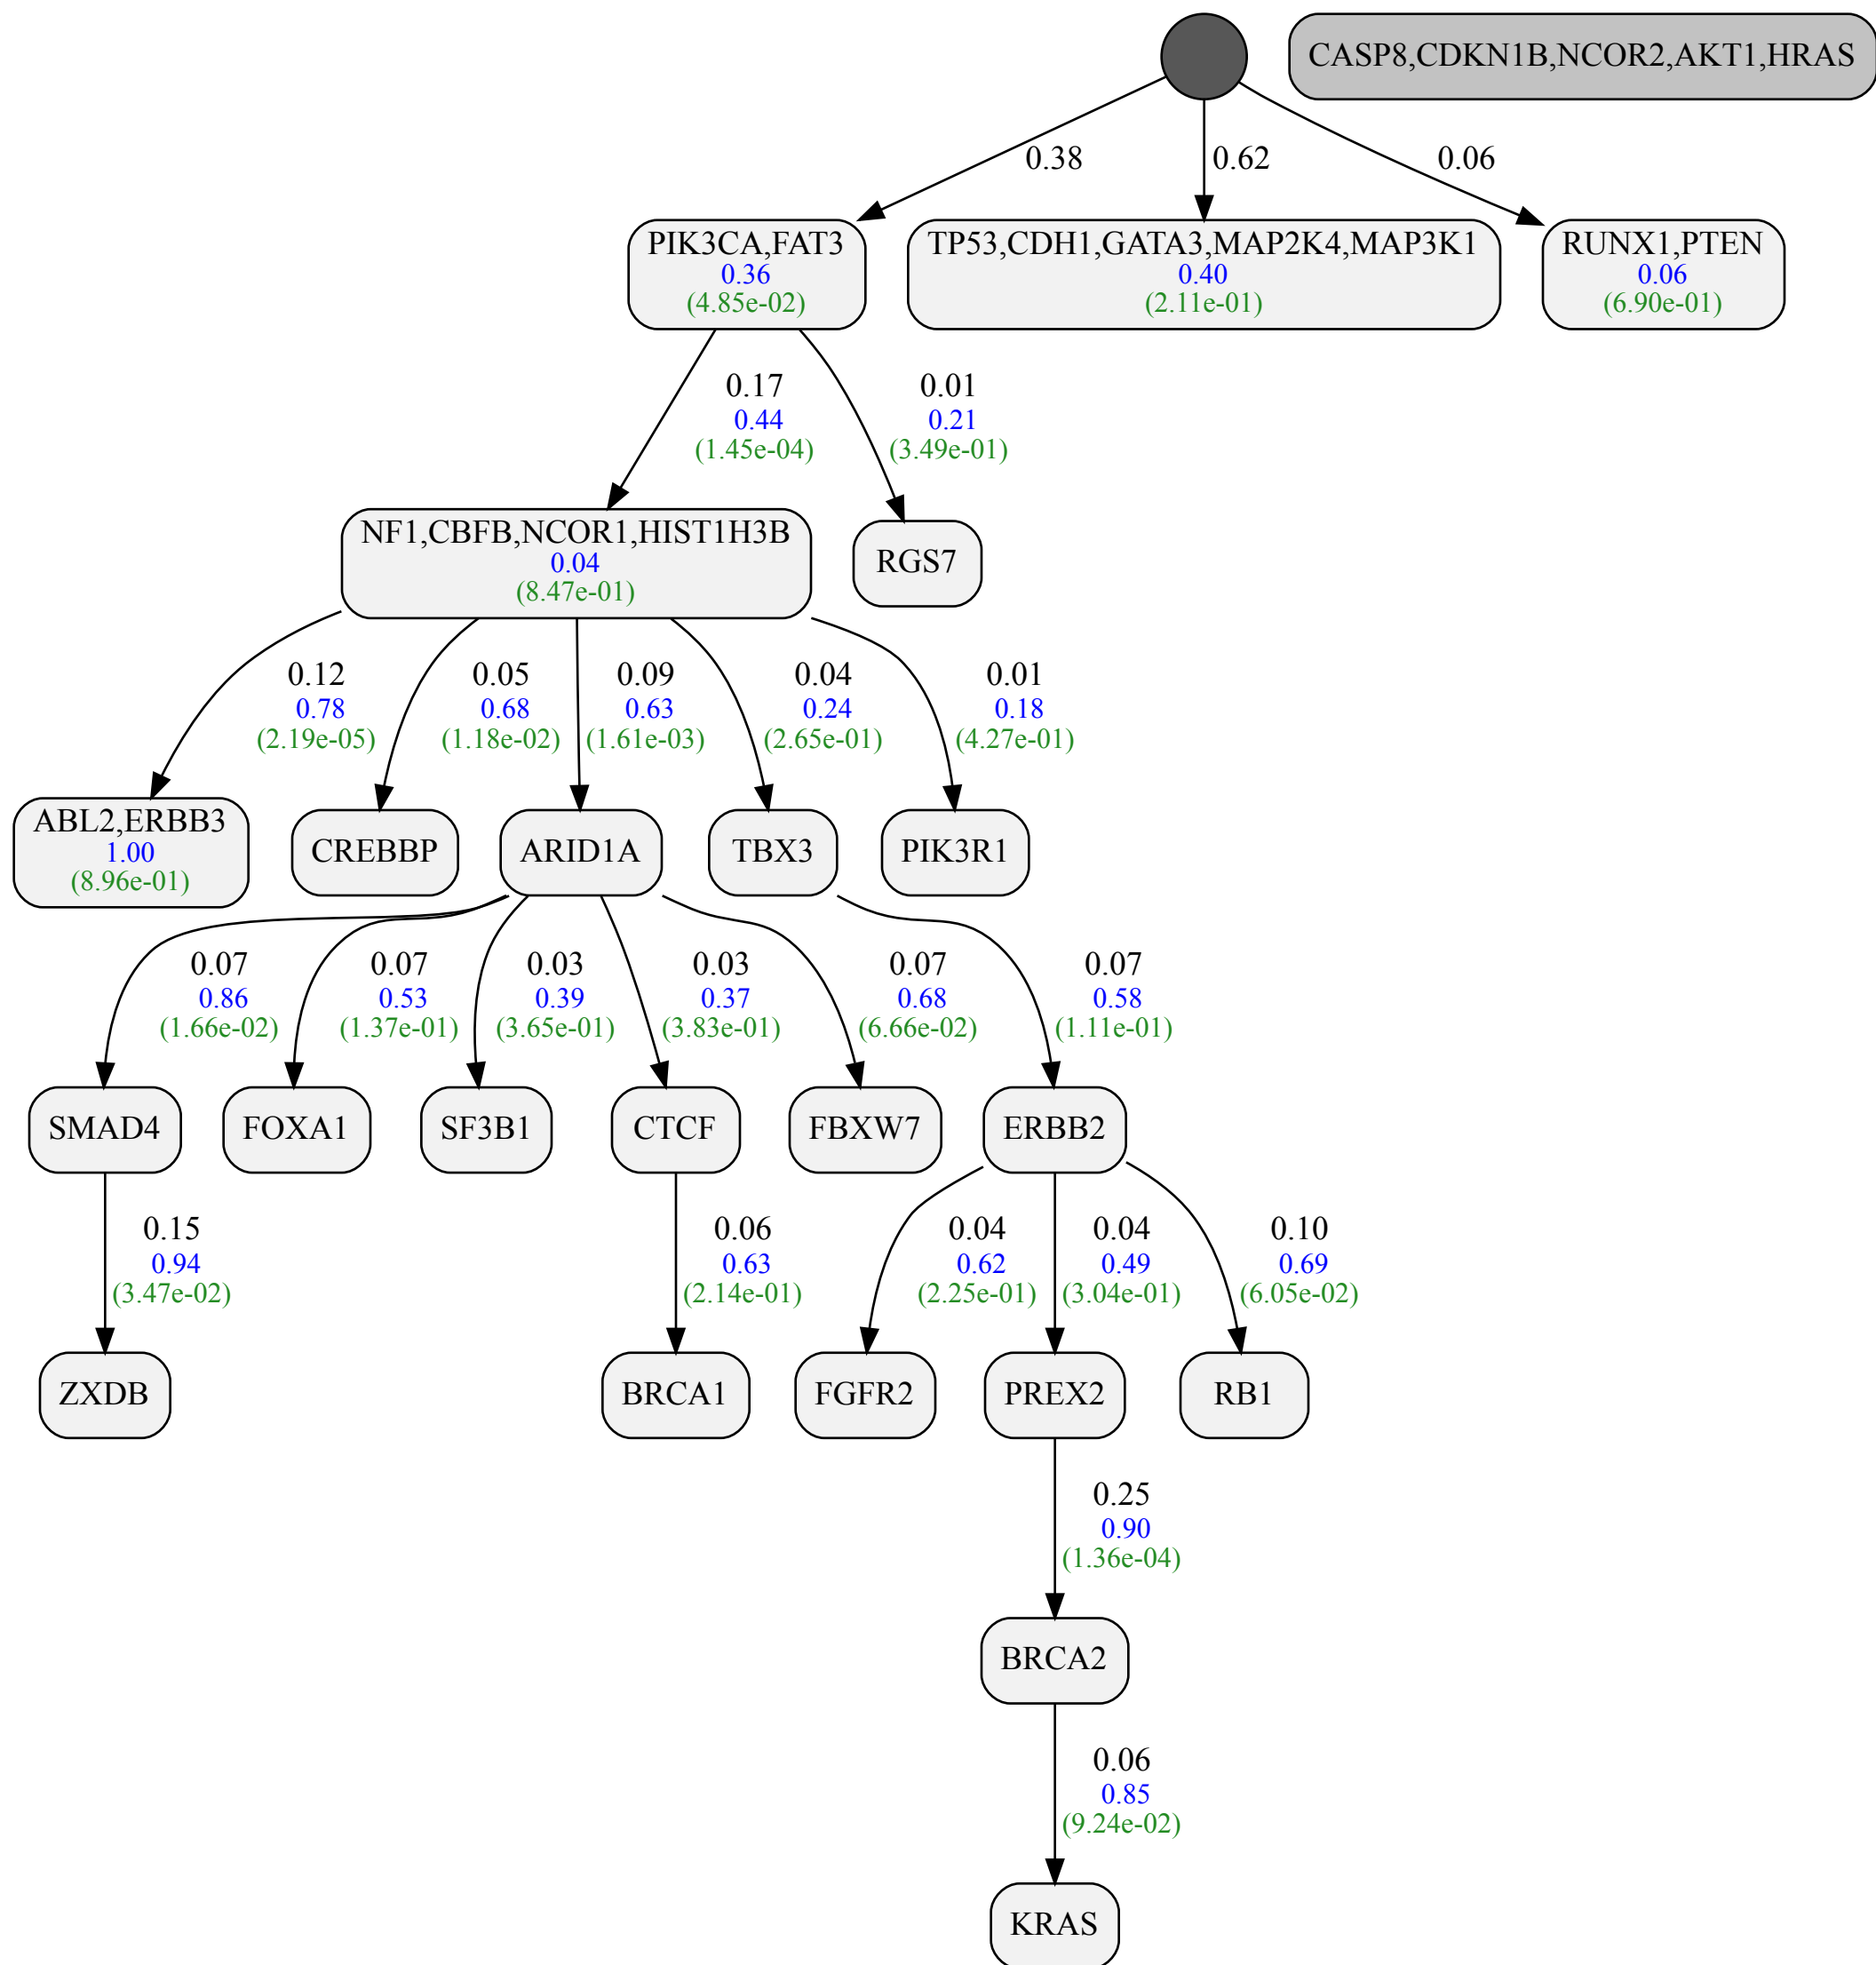 CASP8,CDKN1B,NCOR2,AKT1,HRAS
0.38
0.62
0.06
PIK3CA,FAT3
0.36
(4.85e-02)
TP53,CDH1,GATA3,MAP2K4,MAP3K1
0.40
(2.11e-01)
RUNX1,PTEN
0.06
(6.90e-01)
0.17
0.44
(1.45e-04)
0.01
0.21
(3.49e-01)
NF1,CBFB,NCOR1,HIST1H3B
0.04
(8.47e-01)
RGS7
0.12
0.78
(2.19e-05)
0.05
0.68
(1.18e-02)
0.09
0.63
(1.61e-03)
0.04
0.24
(2.65e-01)
0.01
0.18
(4.27e-01)
ABL2,ERBB3
1.00
(8.96e-01)
CREBBP
ARID1A
TBX3
PIK3R1
0.07
0.86
(1.66e-02)
0.07
0.53
(1.37e-01)
0.03
0.39
(3.65e-01)
0.03
0.37
(3.83e-01)
0.07
0.68
(6.66e-02)
0.07
0.58
(1.11e-01)
SMAD4
FOXA1
SF3B1
CTCF
FBXW7
ERBB2
0.15
0.94
(3.47e-02)
0.06
0.63
(2.14e-01)
0.04
0.62
(2.25e-01)
0.04
0.49
(3.04e-01)
0.10
0.69
(6.05e-02)
ZXDB
BRCA1
FGFR2
PREX2
RB1
0.25
0.90
(1.36e-04)
BRCA2
0.06
0.85
(9.24e-02)
KRAS